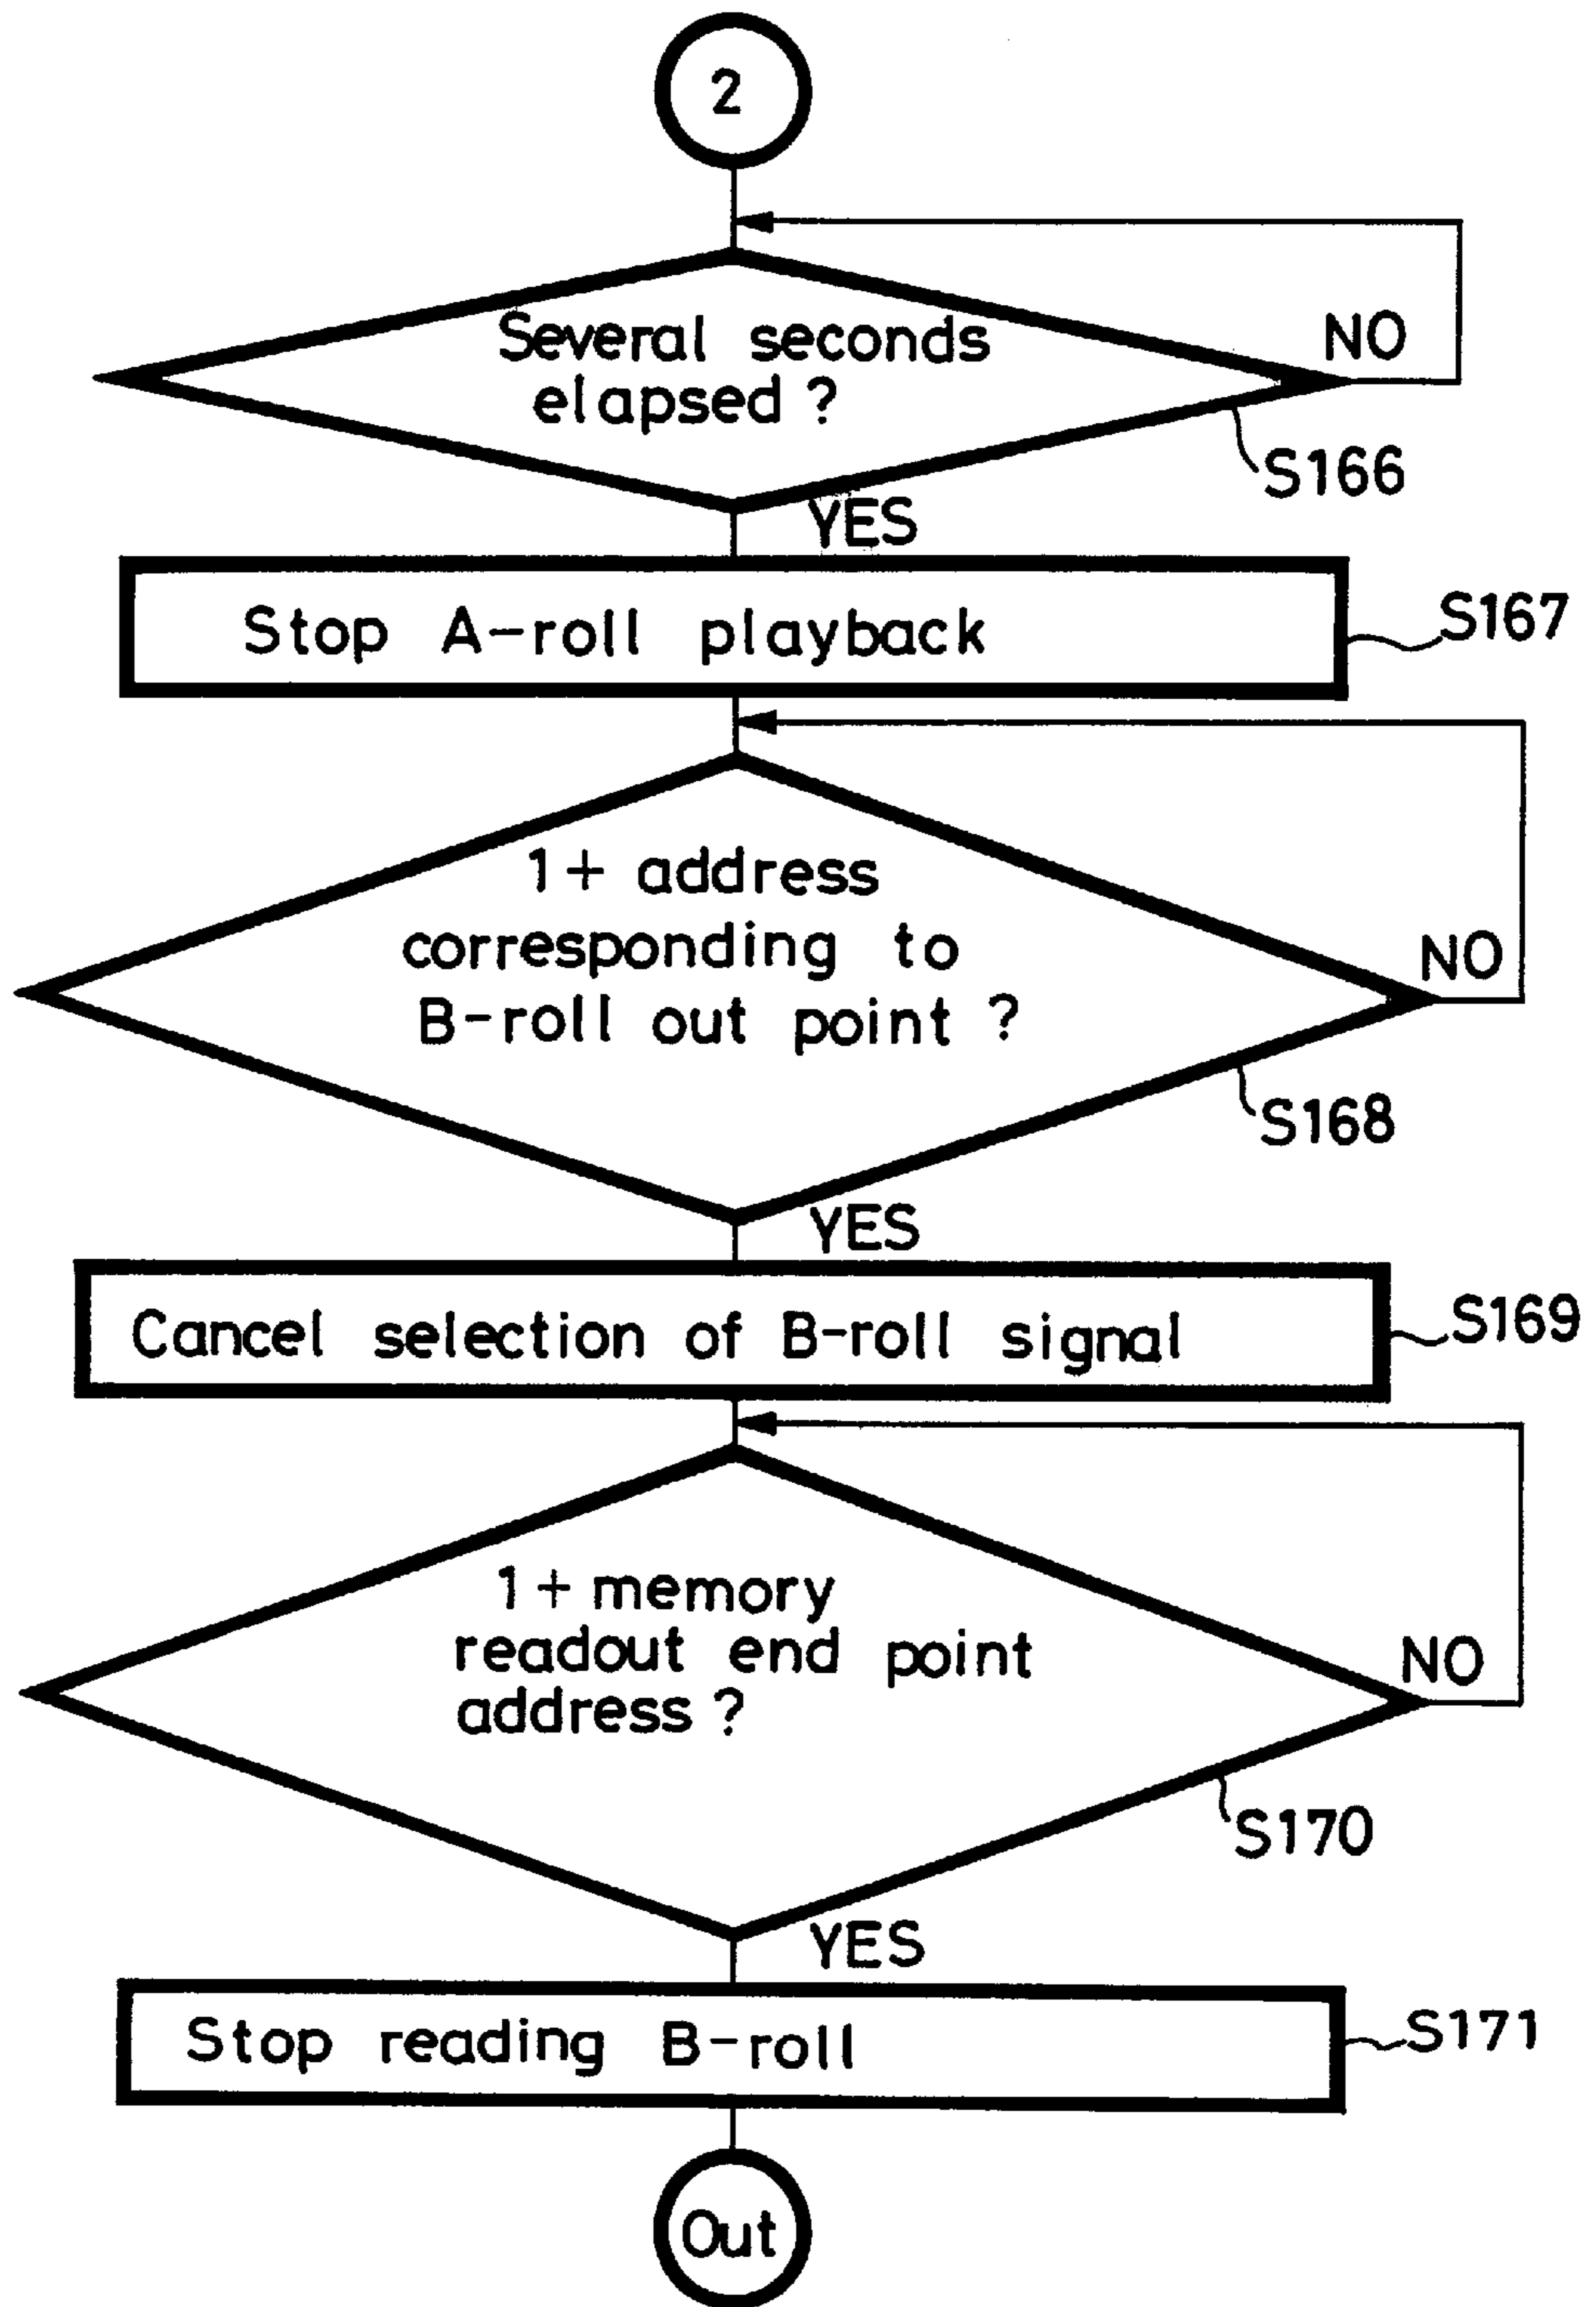 2
Several seconds
elapsed ?
NO
S166
YES
Stop A-roll playback
S167
1+ address
corresponding to
B-roll out point ?
NO
S168
YES
Cancel selection of B-roll signal
S169
1+ memory
readout end point
address ?
NO
S170
YES
Stop reading B-roll
S171
Out